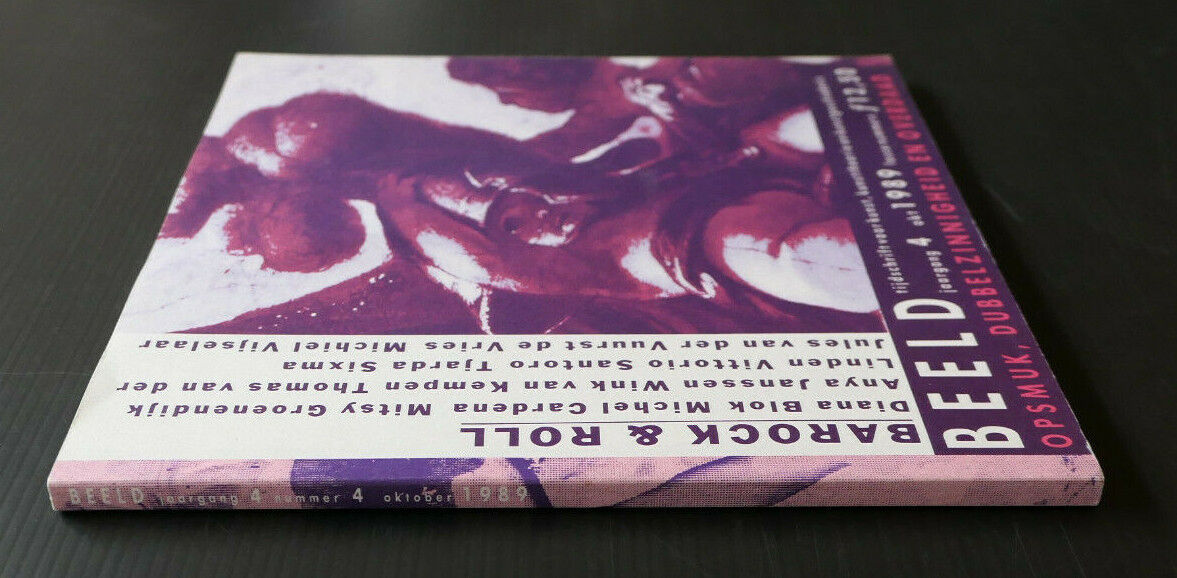 BEELD
tijdschrift voor kunst, kunst
jaargang 4 okt 1989 ƒ12.50
OPSMUK, DUBBELZINNIGHEID EN OVERDAAD
BAROCK & ROLL
Diana Blok Michel Cardena Mitsy Groenendijk
Anya Janssen Wink van Kempen Thomas van der
Linden Vittorio Santoro Tjarda Sixma
Jules van der Vuurst de Vries Michiel Vijselaar
BEELD jaargang 4 nummer 4 oktober 1989